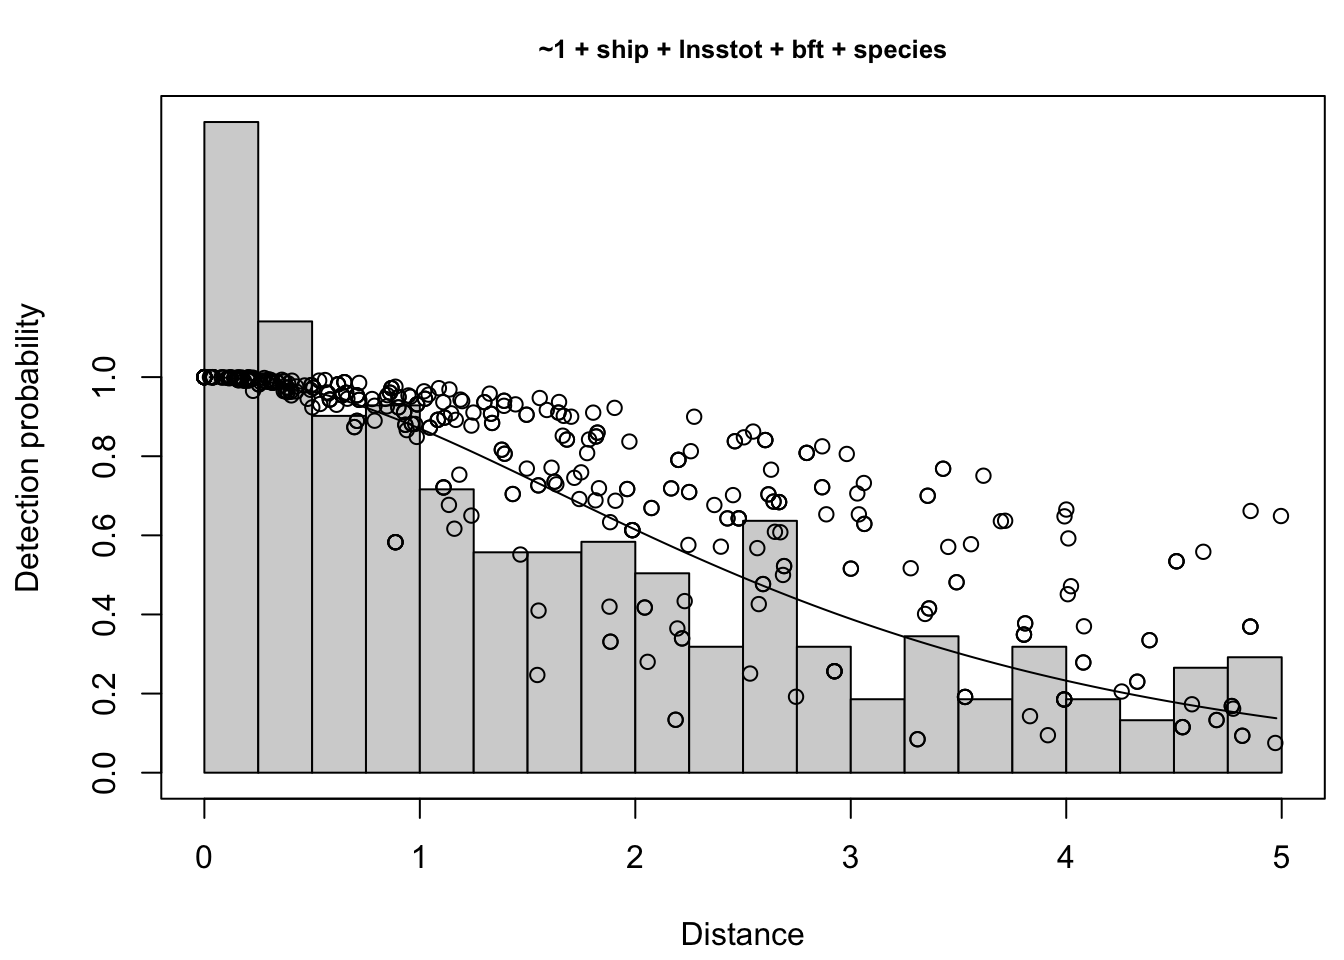 ~1 + ship + lnsstot + bft + species
Detection probability
1.0
0.8
0.6
0.4
0.2
0.0
0 1 2 3 4 5
Distance